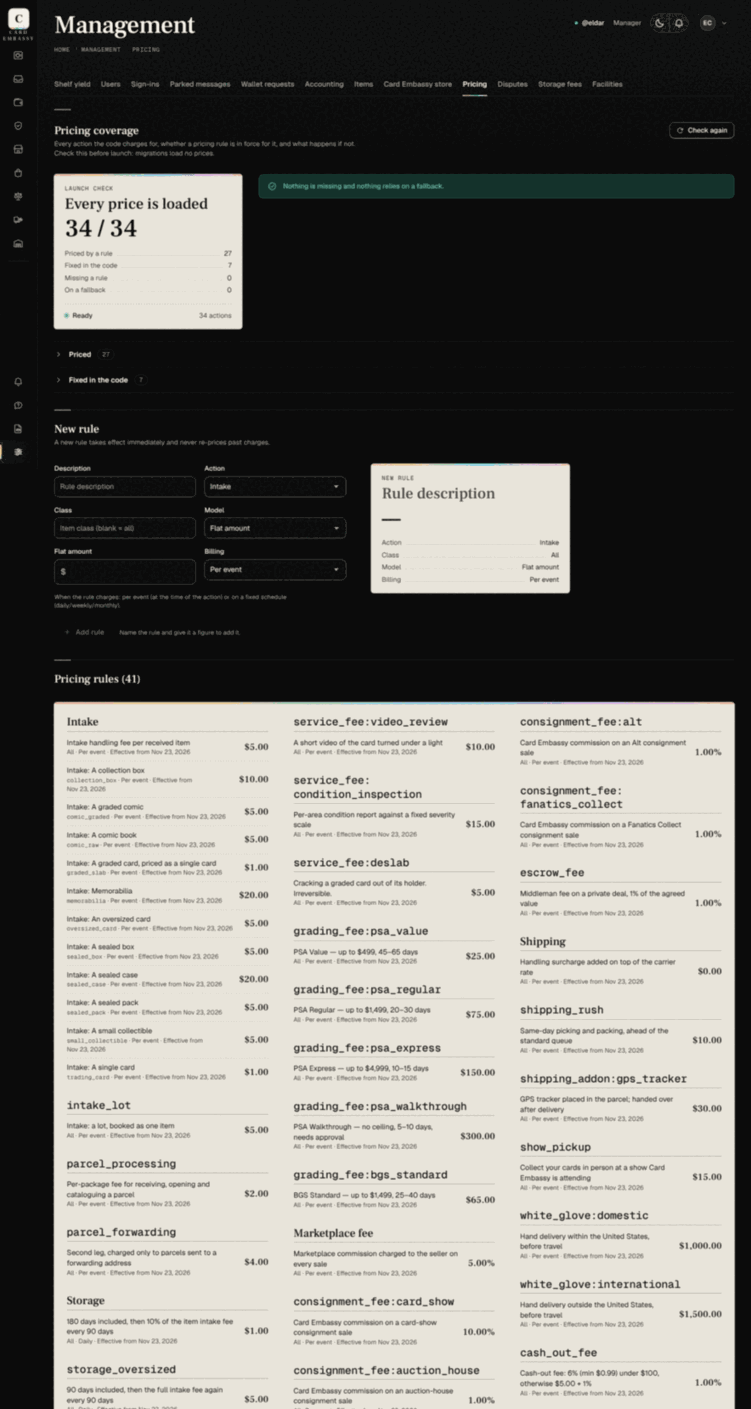 C
CARD
EMBASSY
Management
@eldar
Manager
EC
HOME / MANAGEMENT PRICING
Shelf yield
Users
Sign-ins
Parked messages
Wallet requests
Accounting
Items
Card Embassy store
Pricing
Disputes
Storage fees
Facilities
Pricing coverage
Every action the code charges for, whether a pricing rule is in force for it, and what happens if not.
Check this before launch: migrations load no prices.
Check again
LAUNCH CHECK
Every price is loaded
34 / 34
Priced by a rule 27
Fixed in the code 7
Missing a rule 0
On a fallback 0
Ready 34 actions
Nothing is missing and nothing relies on a fallback.
Priced 27
Fixed in the code 7
New rule
A new rule takes effect immediately and never re-prices past charges.
Description
Rule description
Action
Intake
Class
Item class (blank = all)
Model
Flat amount
Flat amount
$
Billing
Per event
When the rule charges: per event (at the time of the action) or on a fixed schedule
(daily/weekly/monthly).
+ Add rule
Name the rule and give it a figure to add it.
NEW RULE
Rule description
—
Action Intake
Class All
Model Flat amount
Billing Per event
Pricing rules (41)
Intake
Intake handling fee per received item $5.00
All · Per event · Effective from Nov 23, 2026
Intake: A collection box $10.00
collection_box · Per event · Effective from
Nov 23, 2026
Intake: A graded comic $5.00
comic_graded · Per event · Effective from Nov 23, 2026
Intake: A comic book $5.00
comic_raw · Per event · Effective from Nov 23, 2026
Intake: A graded card, priced as a single card $1.00
graded_slab · Per event · Effective from Nov 23, 2026
Intake: Memorabilia $20.00
memorabilia · Per event · Effective from Nov 23, 2026
Intake: An oversized card $5.00
oversized_card · Per event · Effective from Nov 23, 2026
Intake: A sealed box $5.00
sealed_box · Per event · Effective from Nov 23, 2026
Intake: A sealed case $20.00
sealed_case · Per event · Effective from Nov 23, 2026
Intake: A sealed pack $5.00
sealed_pack · Per event · Effective from Nov 23, 2026
Intake: A small collectible $5.00
small_collectible · Per event · Effective from
Nov 23, 2026
Intake: A single card $1.00
trading_card · Per event · Effective from Nov 23, 2026
intake_lot
Intake: a lot, booked as one item $5.00
All · Per event · Effective from Nov 23, 2026
parcel_processing
Per-package fee for receiving, opening and
cataloguing a parcel $2.00
All · Per event · Effective from Nov 23, 2026
parcel_forwarding
Second leg, charged only to parcels sent to a
forwarding address $4.00
All · Per event · Effective from Nov 23, 2026
Storage
180 days included, then 10% of the item intake fee
every 90 days $1.00
All · Daily · Effective from Nov 23, 2026
storage_oversized
90 days included, then the full intake fee again
every 90 days $5.00
All · Daily · Effective from Nov 23, 2026
service_fee:video_review
A short video of the card turned under a light $10.00
All · Per event · Effective from Nov 23, 2026
service_fee:
condition_inspection
Per-area condition report against a fixed severity
scale $15.00
All · Per event · Effective from Nov 23, 2026
service_fee:deslab
Cracking a graded card out of its holder.
Irreversible. $5.00
All · Per event · Effective from Nov 23, 2026
grading_fee:psa_value
PSA Value — up to $499, 45–65 days $25.00
All · Per event · Effective from Nov 23, 2026
grading_fee:psa_regular
PSA Regular — up to $1,499, 20–30 days $75.00
All · Per event · Effective from Nov 23, 2026
grading_fee:psa_express
PSA Express — up to $4,999, 10–15 days $150.00
All · Per event · Effective from Nov 23, 2026
grading_fee:psa_walkthrough
PSA Walkthrough — no ceiling, 5–10 days,
needs approval $300.00
All · Per event · Effective from Nov 23, 2026
grading_fee:bgs_standard
BGS Standard — up to $1,499, 25–40 days $65.00
All · Per event · Effective from Nov 23, 2026
Marketplace fee
Marketplace commission charged to the seller on
every sale 5.00%
All · Per event · Effective from Nov 23, 2026
consignment_fee:card_show
Card Embassy commission on a card-show
consignment sale 10.00%
All · Per event · Effective from Nov 23, 2026
consignment_fee:auction_house
Card Embassy commission on an auction-house
consignment sale 1.00%
All · Per event · Effective from Nov 23, 2026
consignment_fee:alt
Card Embassy commission on an Alt consignment
sale 1.00%
All · Per event · Effective from Nov 23, 2026
consignment_fee:
fanatics_collect
Card Embassy commission on a Fanatics Collect
consignment sale 1.00%
All · Per event · Effective from Nov 23, 2026
escrow_fee
Middleman fee on a private deal, 1% of the agreed
value 1.00%
All · Per event · Effective from Nov 23, 2026
Shipping
Handling surcharge added on top of the carrier
rate $0.00
All · Per event · Effective from Nov 23, 2026
shipping_rush
Same-day picking and packing, ahead of the
standard queue $10.00
All · Per event · Effective from Nov 23, 2026
shipping_addon:gps_tracker
GPS tracker placed in the parcel; handed over
after delivery $30.00
All · Per event · Effective from Nov 23, 2026
show_pickup
Collect your cards in person at a show Card
Embassy is attending $15.00
All · Per event · Effective from Nov 23, 2026
white_glove:domestic
Hand delivery within the United States,
before travel $1,000.00
All · Per event · Effective from Nov 23, 2026
white_glove:international
Hand delivery outside the United States,
before travel $1,500.00
All · Per event · Effective from Nov 23, 2026
cash_out_fee
Cash-out fee: 6% (min $0.99) under $100,
otherwise $5.00 + 1% 1.00%
All · Per event · Effective from Nov 23, 2026